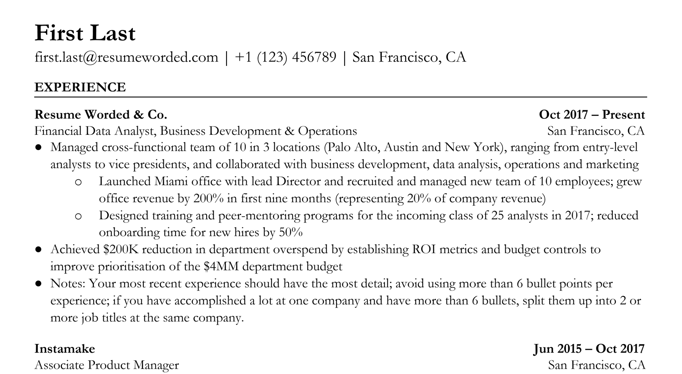 First Last
first.last@resumeworded.com | +1 (123) 456789 | San Francisco, CA
EXPERIENCE
Resume Worded & Co. Oct 2017 – Present
Financial Data Analyst, Business Development & Operations San Francisco, CA
● Managed cross-functional team of 10 in 3 locations (Palo Alto, Austin and New York), ranging from entry-level
analysts to vice presidents, and collaborated with business development, data analysis, operations and marketing
o Launched Miami office with lead Director and recruited and managed new team of 10 employees; grew
office revenue by 200% in first nine months (representing 20% of company revenue)
o Designed training and peer-mentoring programs for the incoming class of 25 analysts in 2017; reduced
onboarding time for new hires by 50%
● Achieved $200K reduction in department overspend by establishing ROI metrics and budget controls to
improve prioritisation of the $4MM department budget
● Notes: Your most recent experience should have the most detail; avoid using more than 6 bullet points per
experience; if you have accomplished a lot at one company and have more than 6 bullets, split them up into 2 or
more job titles at the same company.
Instamake Jun 2015 – Oct 2017
Associate Product Manager San Francisco, CA